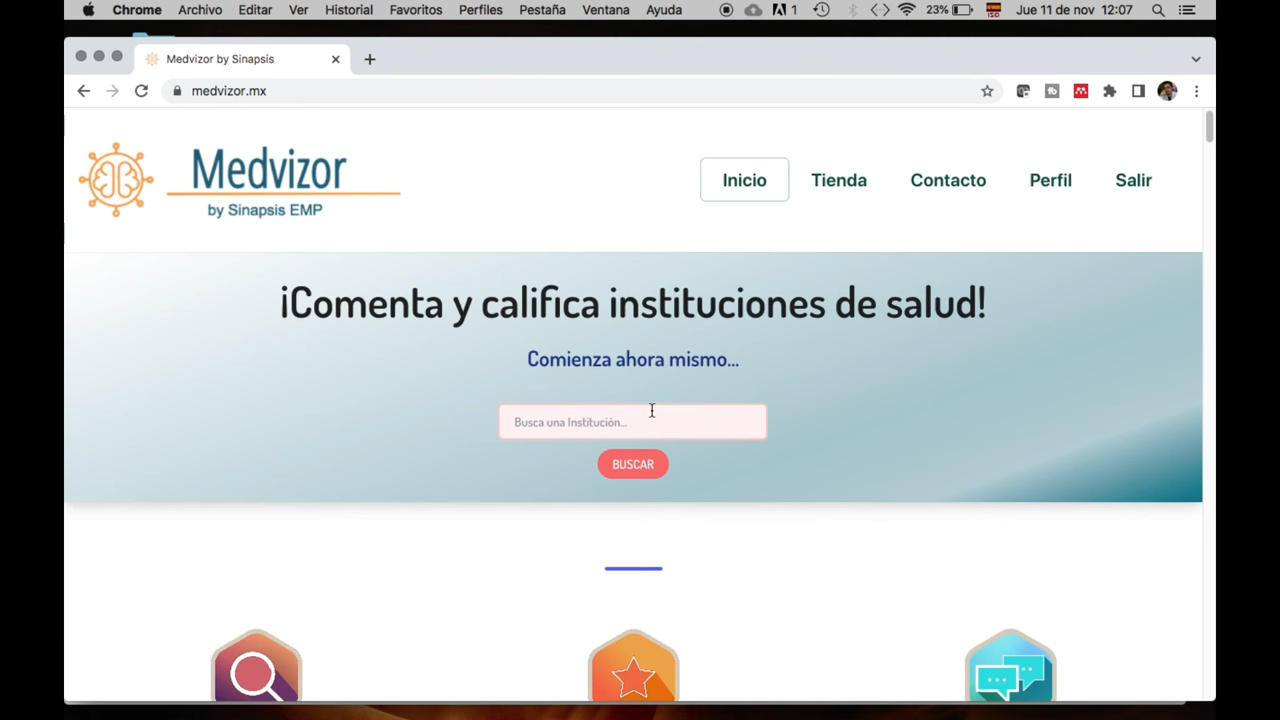 Chrome Archivo Editar Ver Historial Favoritos Perfiles Pestaña Ventana Ayuda 1 23% ISO Jue 11 de nov 12:07
Medvizor by Sinapsis
medvizor.mx
Medvizor
by Sinapsis EMP
Inicio Tienda Contacto Perfil Salir
¡Comenta y califica instituciones de salud!
Comienza ahora mismo...
Busca una Institución...
BUSCAR